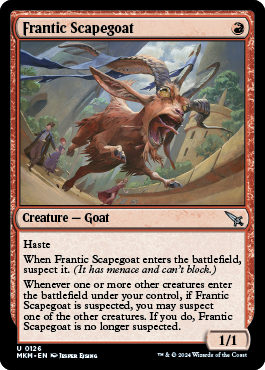 Frantic Scapegoat
Creature — Goat
Haste
When Frantic Scapegoat enters the battlefield,
suspect it. (It has menace and can't block.)
Whenever one or more other creatures enter
the battlefield under your control, if Frantic
Scapegoat is suspected, you may suspect
one of the other creatures. If you do, Frantic
Scapegoat is no longer suspected.
1/1
U 0126
MKM • EN Jesper Ejsing
™ & © 2024 Wizards of the Coast